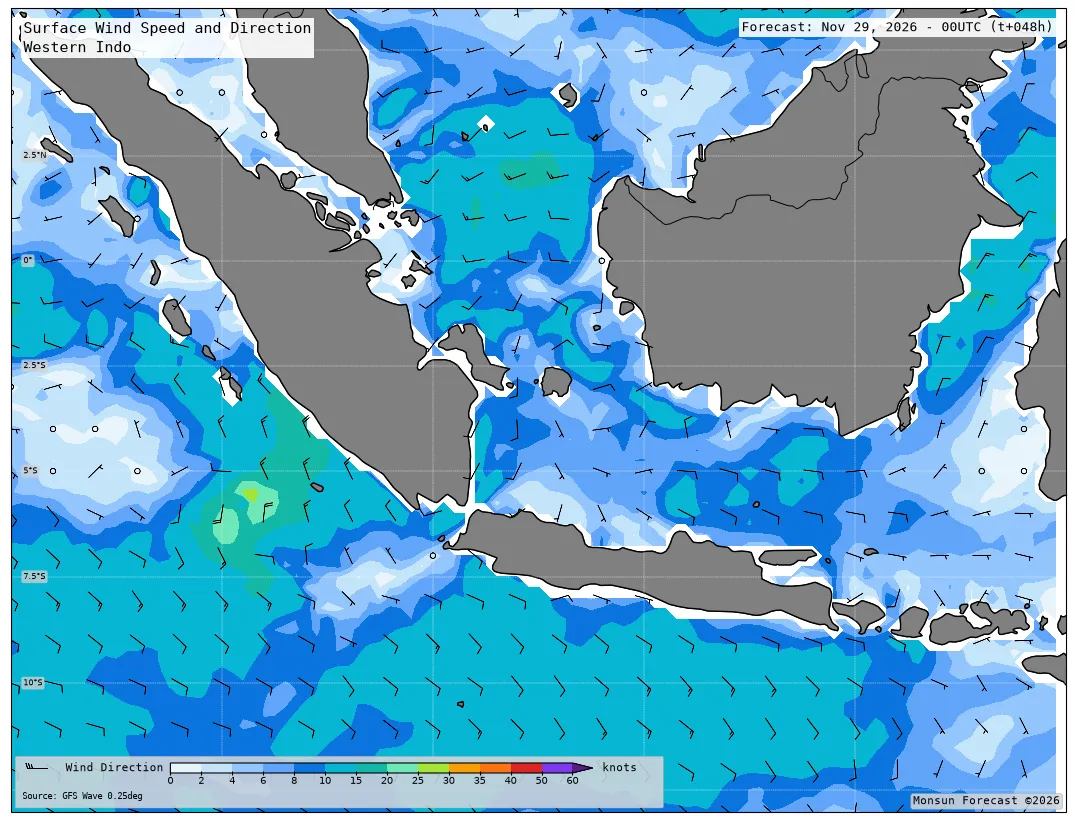 Surface Wind Speed and Direction
Western Indo
Forecast: Nov 29, 2026 - 00UTC (t+048h)
2.5°N
0°
2.5°S
5°S
7.5°S
10°S
Wind Direction
0 2 4 6 8 10 15 20 25 30 35 40 50 60
knots
Source: GFS Wave 0.25deg
Monsun Forecast ©2026